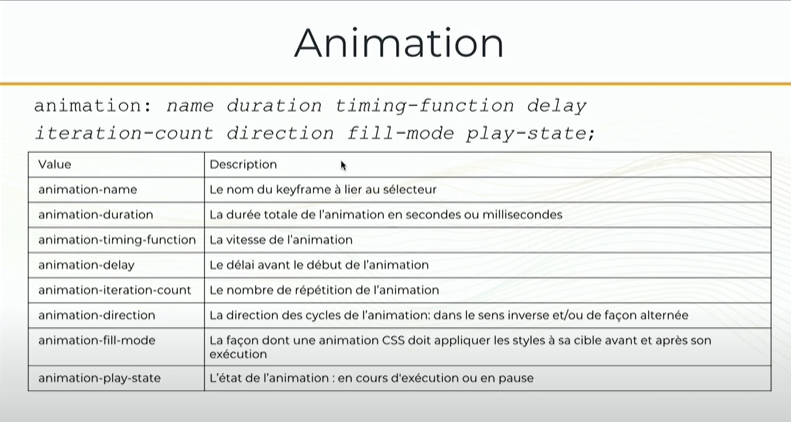 Animation
animation: name duration timing-function delay
iteration-count direction fill-mode play-state;
Value Description
animation-name Le nom du keyframe à lier au sélecteur
animation-duration La durée totale de l'animation en secondes ou millisecondes
animation-timing-function La vitesse de l'animation
animation-delay Le délai avant le début de l'animation
animation-iteration-count Le nombre de répétition de l'animation
animation-direction La direction des cycles de l'animation: dans le sens inverse et/ou de façon alternée
animation-fill-mode La façon dont une animation CSS doit appliquer les styles à sa cible avant et après son
exécution
animation-play-state L'état de l'animation : en cours d'exécution ou en pause